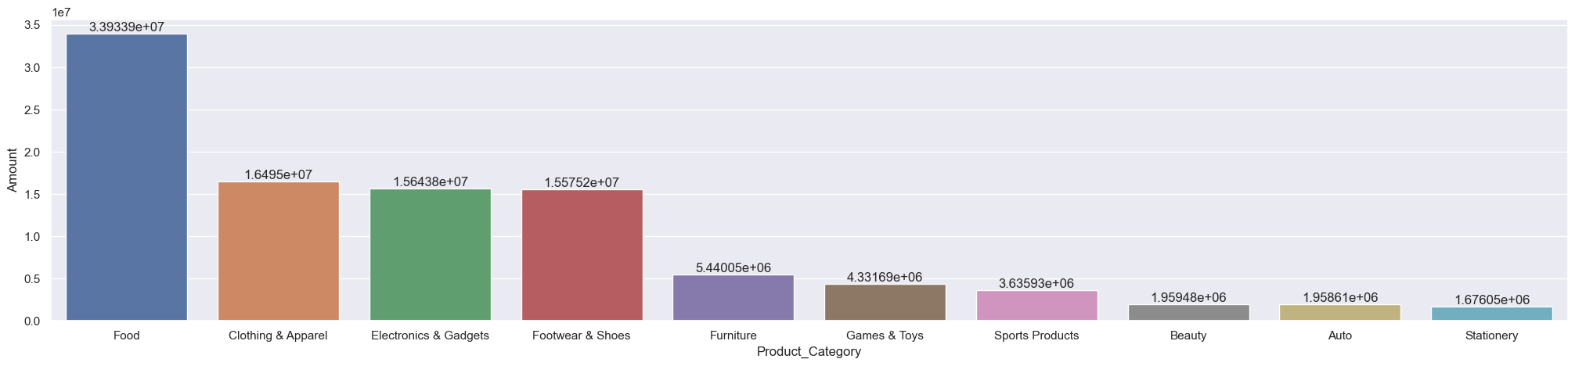 1e7
3.5
3.0
2.5
2.0
1.5
1.0
0.5
0.0
Amount
3.39339e+07
1.6495e+07
1.56438e+07
1.55752e+07
5.44005e+06
4.33169e+06
3.63593e+06
1.95948e+06
1.95861e+06
1.67605e+06
Food
Clothing & Apparel
Electronics & Gadgets
Footwear & Shoes
Furniture
Games & Toys
Sports Products
Beauty
Auto
Stationery
Product_Category